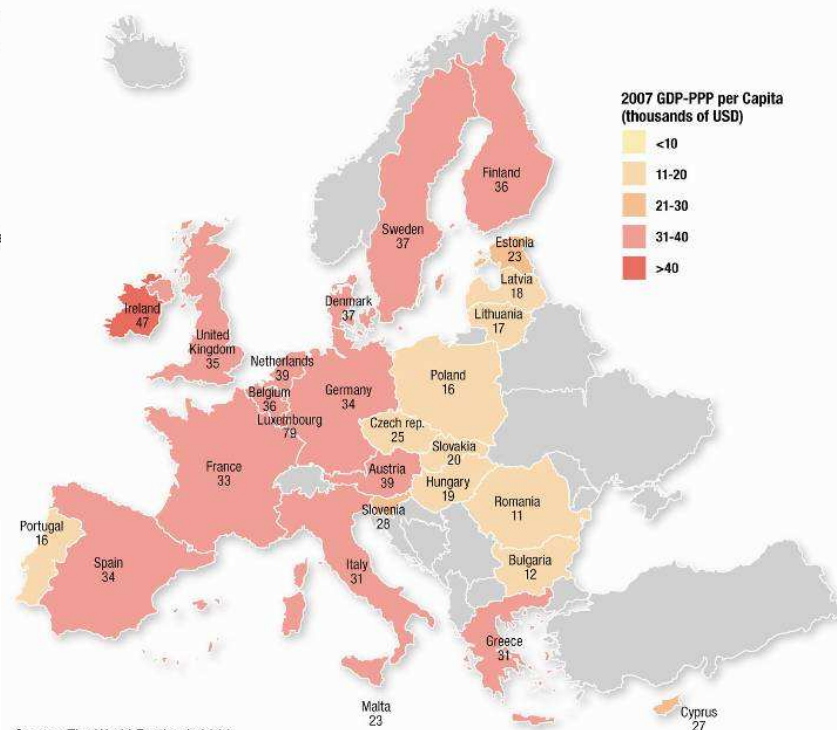 2007 GDP-PPP per Capita
(thousands of USD)
<10
11-20
21-30
31-40
>40
Finland
36
Sweden
37
Estonia
23
Latvia
18
Lithuania
17
Denmark
37
Ireland
47
United
Kingdom
35
Netherlands
39
Belgium
36
Luxembourg
79
Germany
34
Poland
16
Czech rep.
25
Slovakia
20
Austria
39
Hungary
19
France
33
Slovenia
28
Romania
11
Bulgaria
12
Portugal
16
Spain
34
Italy
31
Greece
31
Malta
23
Cyprus
27